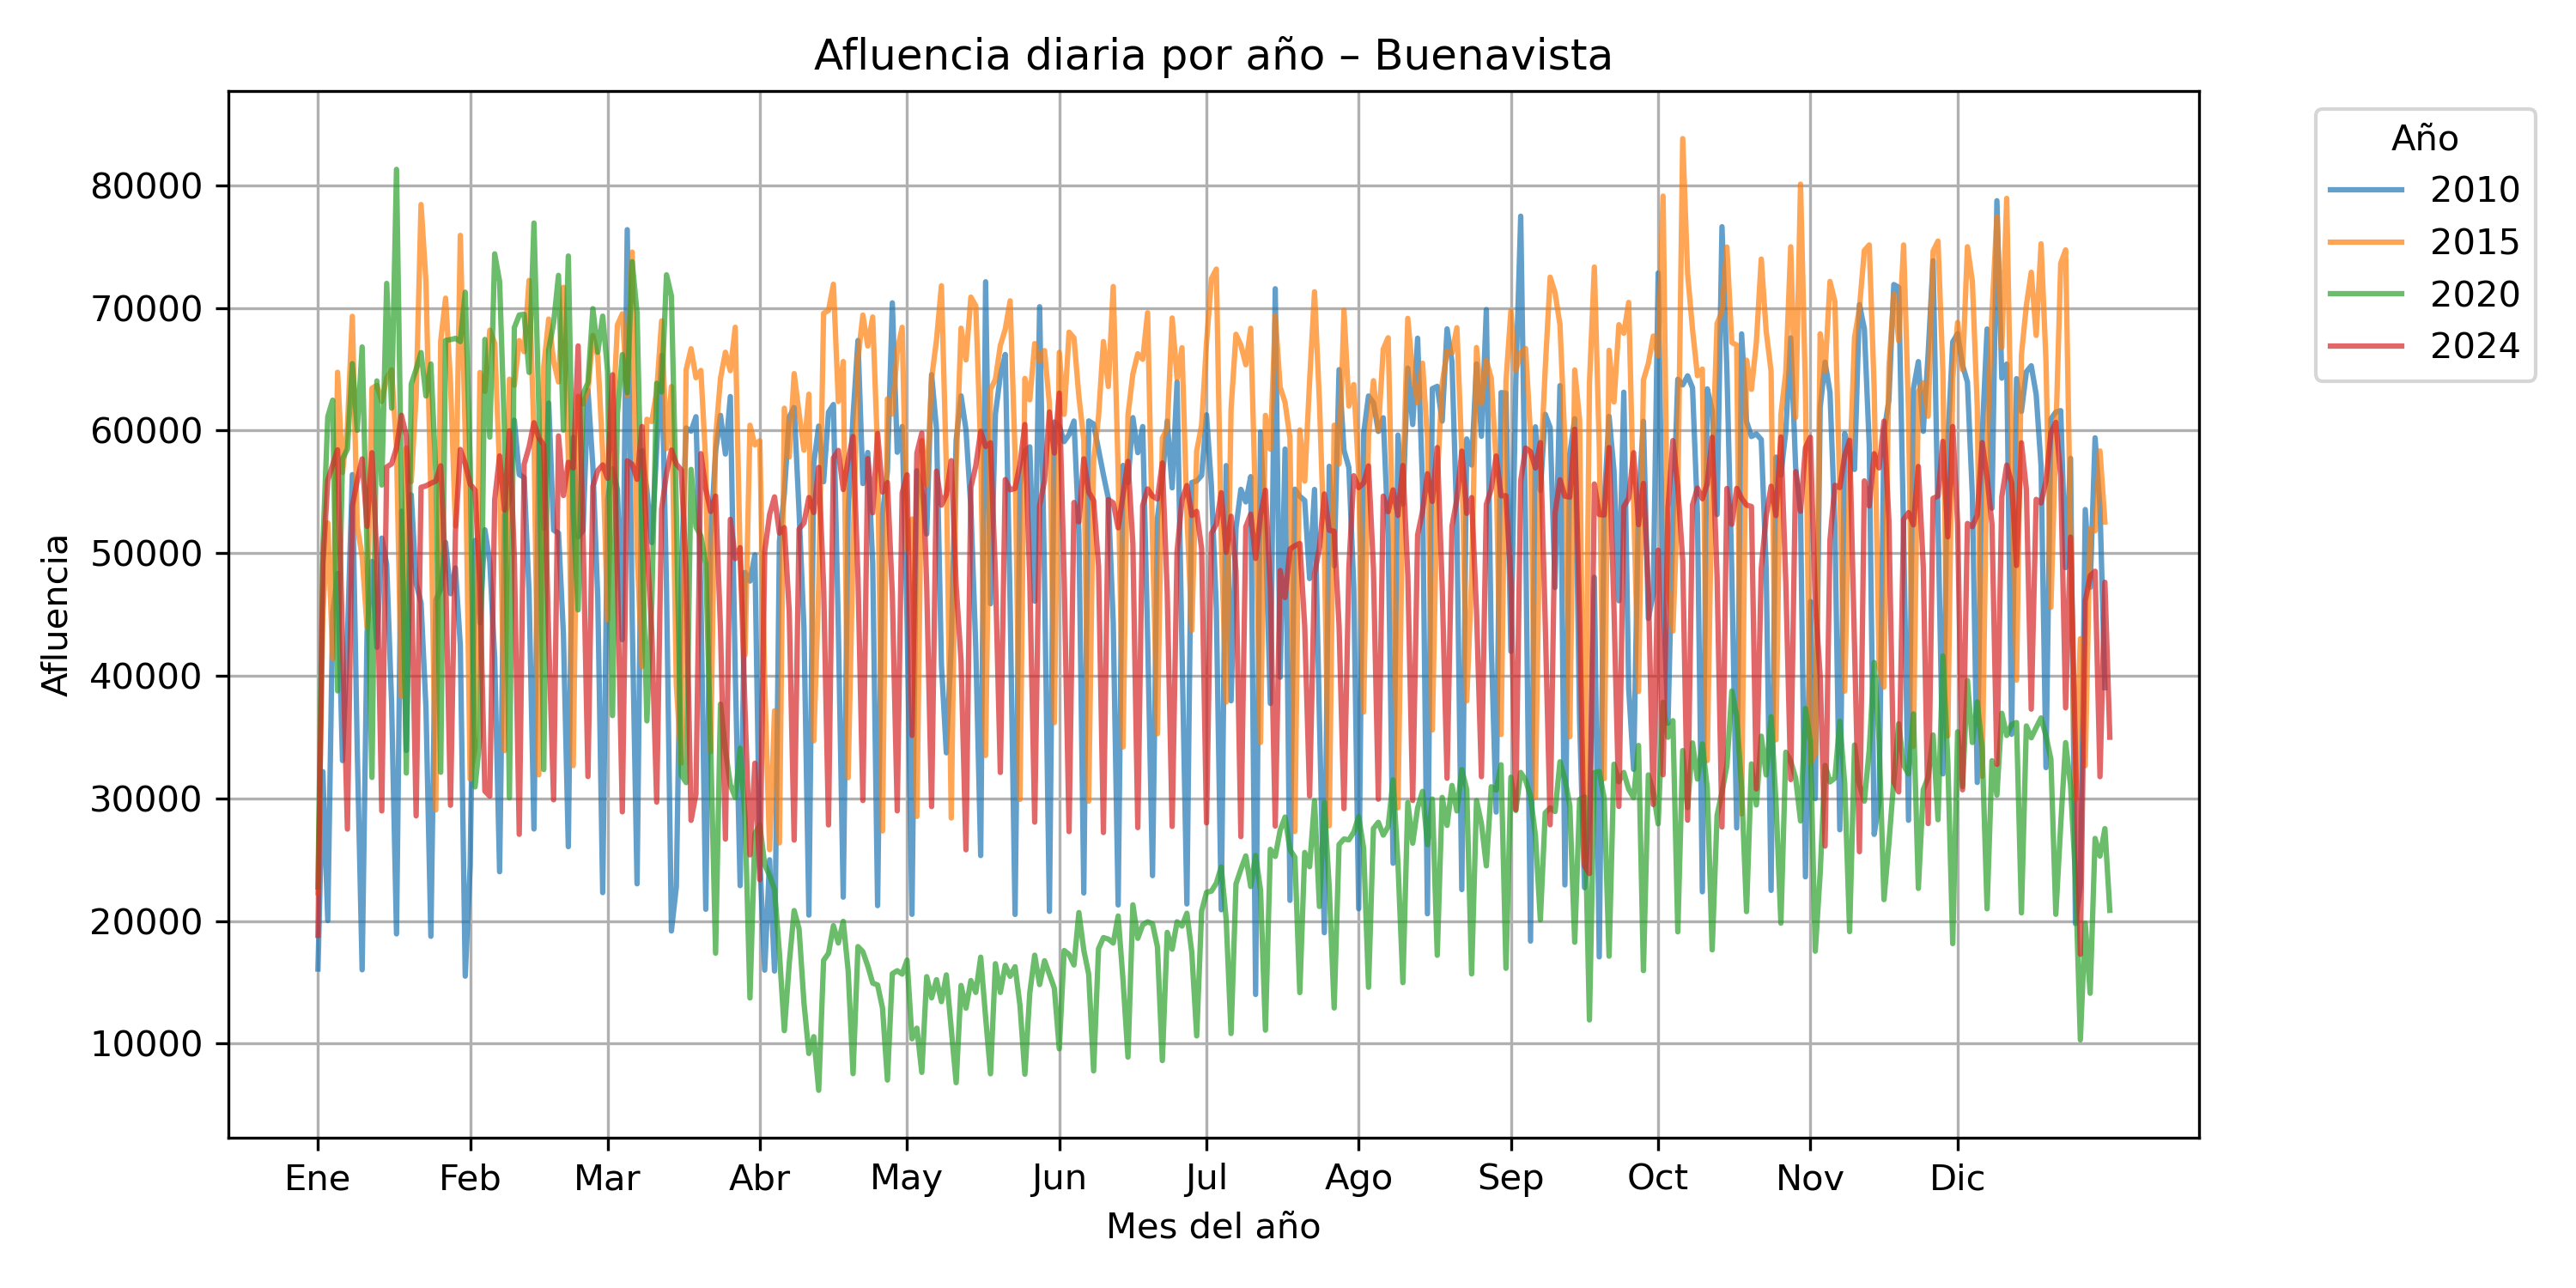 Afluencia diaria por año – Buenavista
Año
2010
2015
2020
2024
Afluencia
80000
70000
60000
50000
40000
30000
20000
10000
Ene Feb Mar Abr May Jun Jul Ago Sep Oct Nov Dic
Mes del año